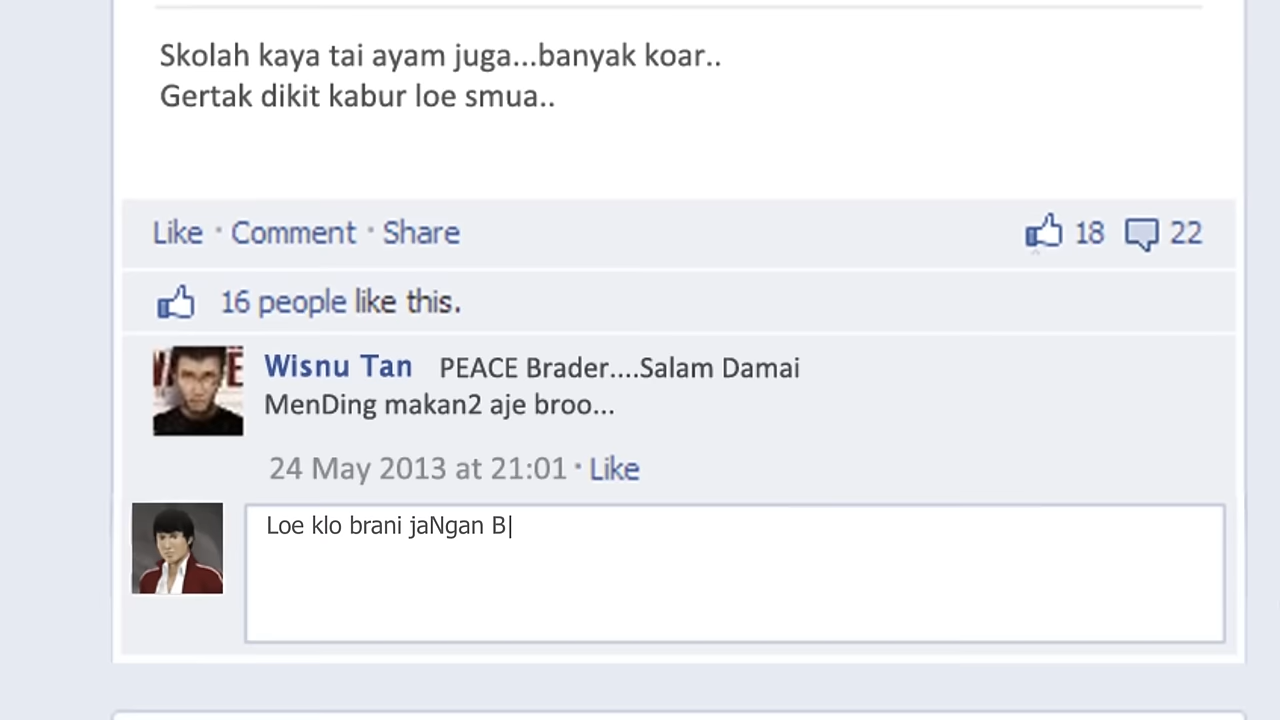 Skolah kaya tai ayam juga...banyak koar..
Gertak dikit kabur loe smua..
Like · Comment · Share 18 22
16 people like this.
Wisnu Tan PEACE Brader....Salam Damai
MenDing makan2 aje broo...
24 May 2013 at 21:01 · Like
Loe klo brani jaNgan B|